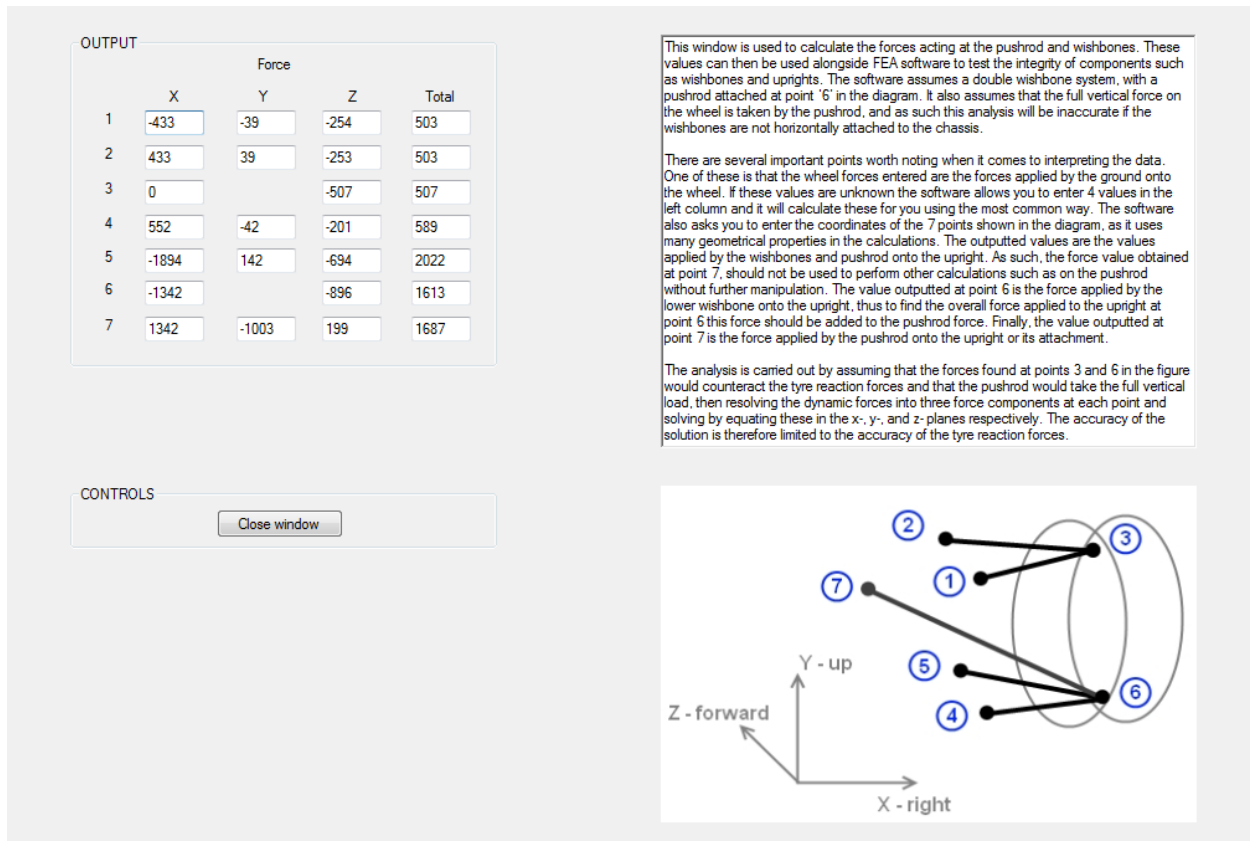 OUTPUT
Force
X Y Z Total
1 -433 -39 -254 503
2 433 39 -253 503
3 0 -507 507
4 552 -42 -201 589
5 -1894 142 -694 2022
6 -1342 -896 1613
7 1342 -1003 199 1687
CONTROLS
Close window
This window is used to calculate the forces acting at the pushrod and wishbones. These
values can then be used alongside FEA software to test the integrity of components such
as wishbones and uprights. The software assumes a double wishbone system, with a
pushrod attached at point '6' in the diagram. It also assumes that the full vertical force on
the wheel is taken by the pushrod, and as such this analysis will be inaccurate if the
wishbones are not horizontally attached to the chassis.
There are several important points worth noting when it comes to interpreting the data.
One of these is that the wheel forces entered are the forces applied by the ground onto
the wheel. If these values are unknown the software allows you to enter 4 values in the
left column and it will calculate these for you using the most common way. The software
also asks you to enter the coordinates of the 7 points shown in the diagram, as it uses
many geometrical properties in the calculations. The outputted values are the values
applied by the wishbones and pushrod onto the upright. As such, the force value obtained
at point 7, should not be used to perform other calculations such as on the pushrod
without further manipulation. The value outputted at point 6 is the force applied by the
lower wishbone onto the upright, thus to find the overall force applied to the upright at
point 6 this force should be added to the pushrod force. Finally, the value outputted at
point 7 is the force applied by the pushrod onto the upright or its attachment.
The analysis is carried out by assuming that the forces found at points 3 and 6 in the figure
would counteract the tyre reaction forces and that the pushrod would take the full vertical
load, then resolving the dynamic forces into three force components at each point and
solving by equating these in the x-, y-, and z- planes respectively. The accuracy of the
solution is therefore limited to the accuracy of the tyre reaction forces.
2
3
1
7
Y - up
5
6
Z - forward
4
X - right